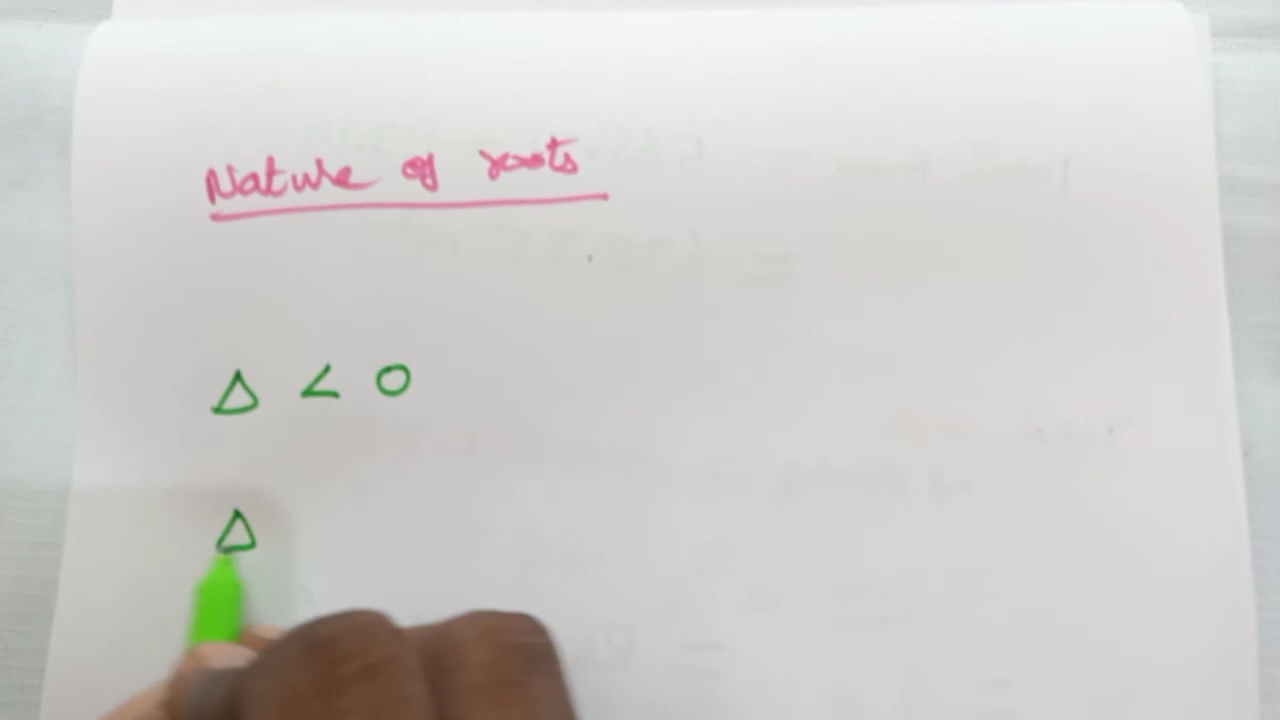 Nature of roots
Δ < 0
Δ